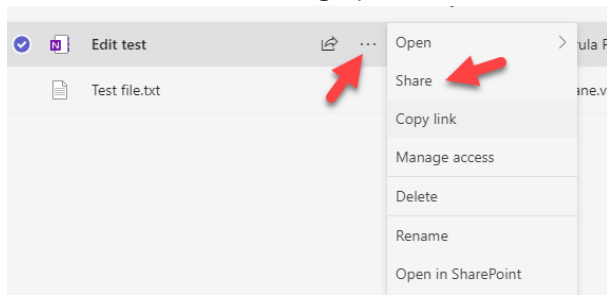 Edit test
Test file.txt
Open
Share
Copy link
Manage access
Delete
Rename
Open in SharePoint